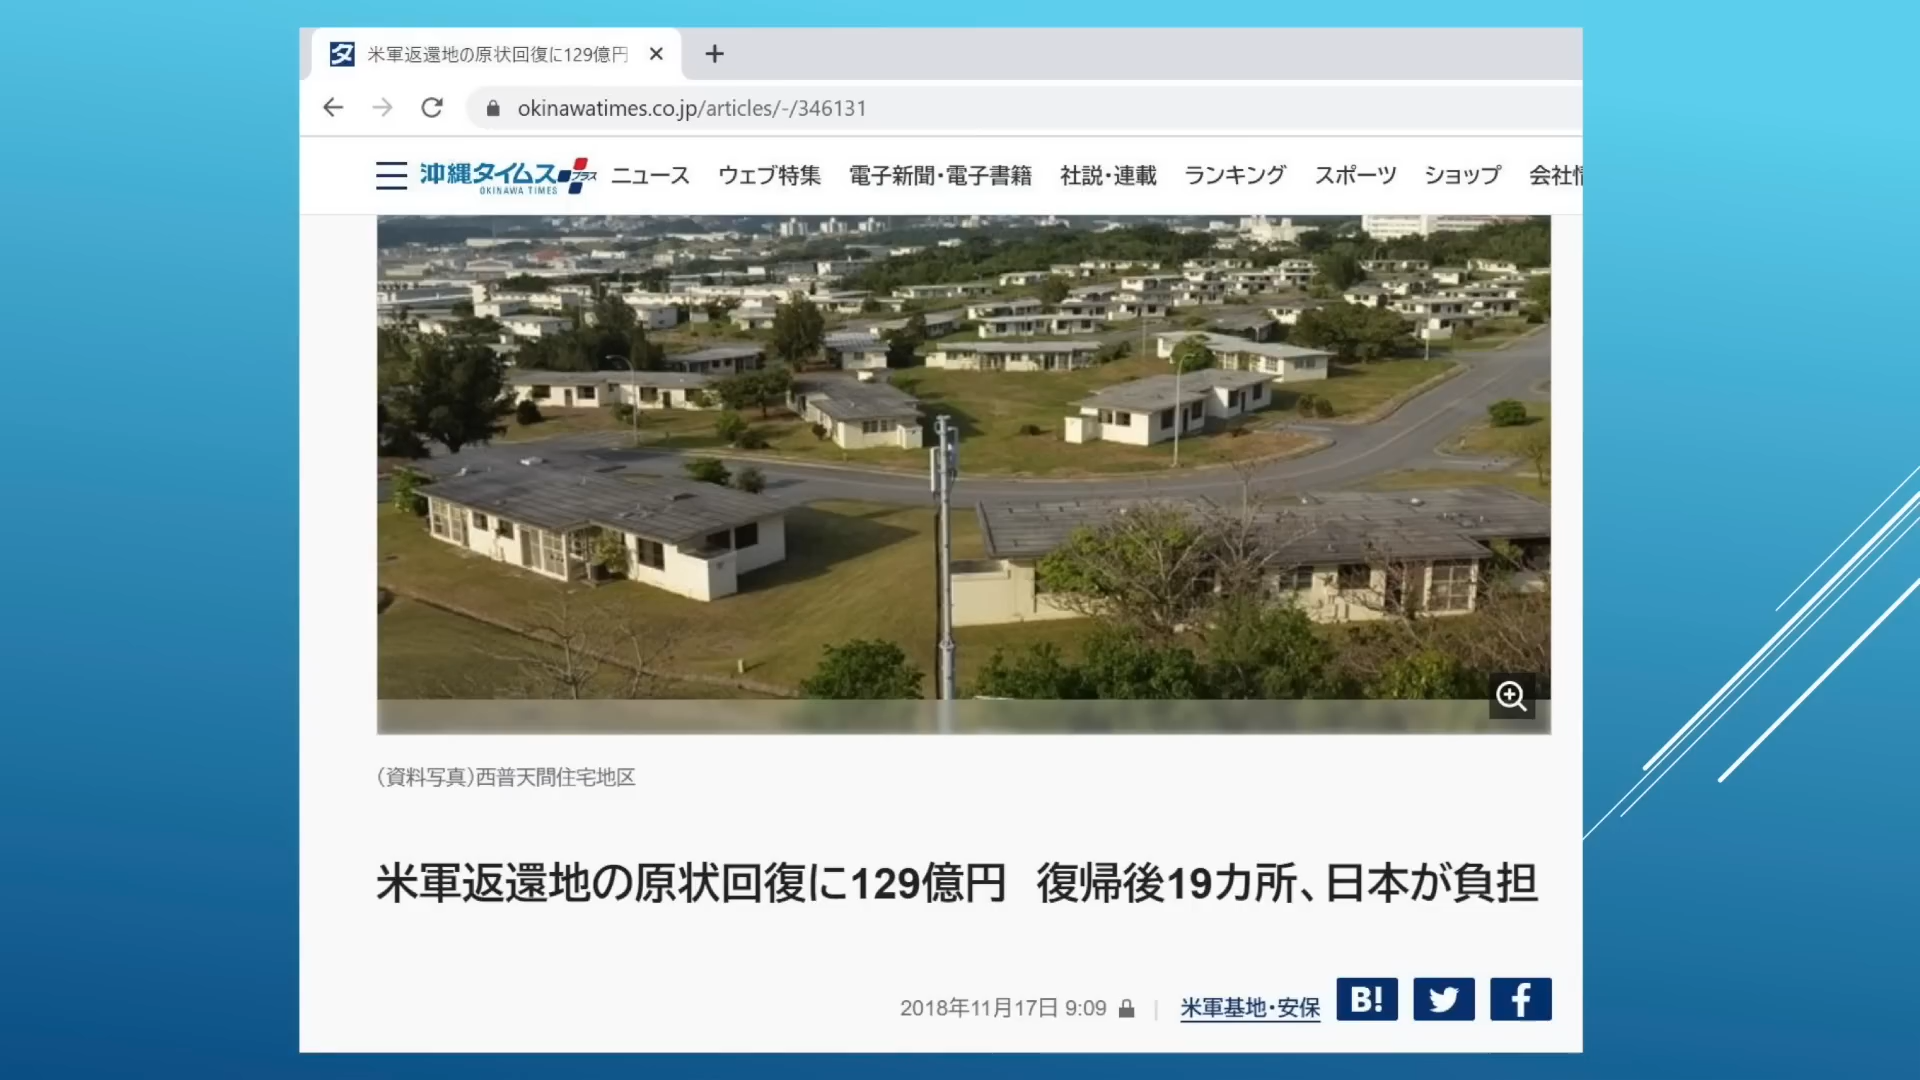 米軍返還地の原状回復に129億円
okinawatimes.co.jp/articles/-/346131
沖縄タイムス プラス ニュース ウェブ特集 電子新聞・電子書籍 社説・連載 ランキング スポーツ ショップ 会社情
OKINAWA TIMES
(資料写真)西普天間住宅地区
米軍返還地の原状回復に129億円 復帰後19カ所、日本が負担
2018年11月17日 9:09 | 米軍基地・安保 B!